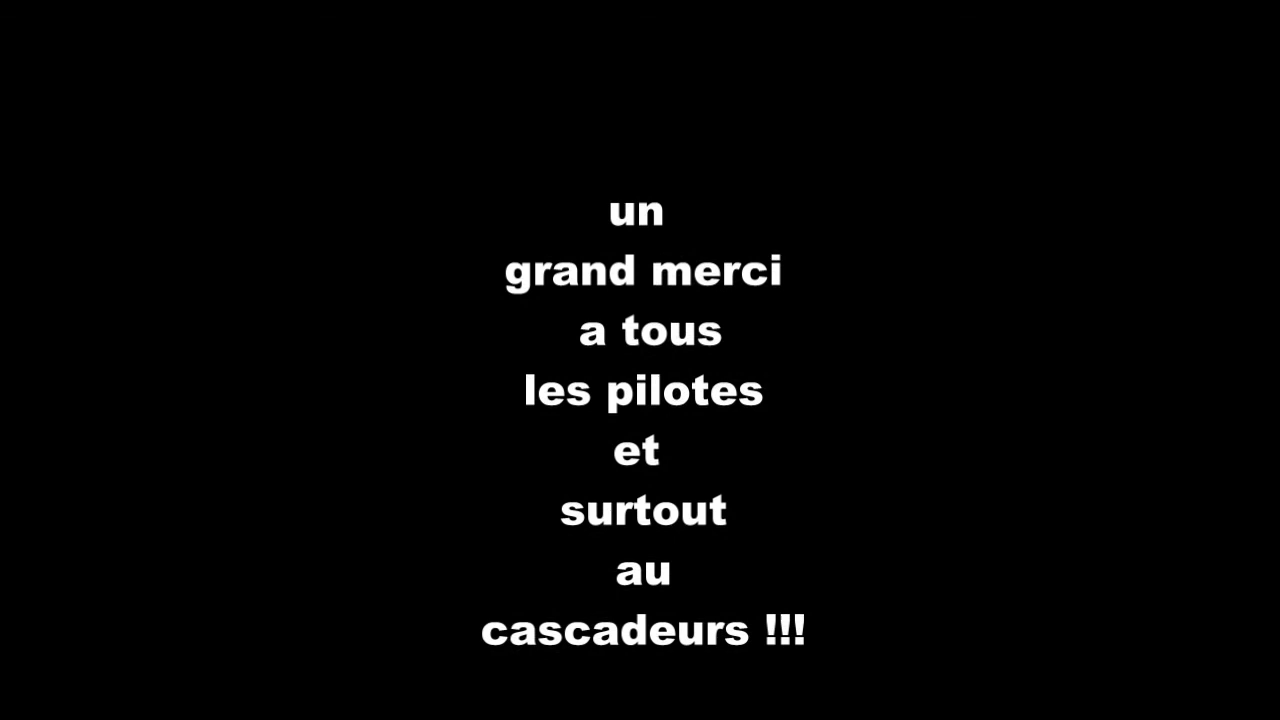 un
grand merci
a tous
les pilotes
et
surtout
au
cascadeurs !!!